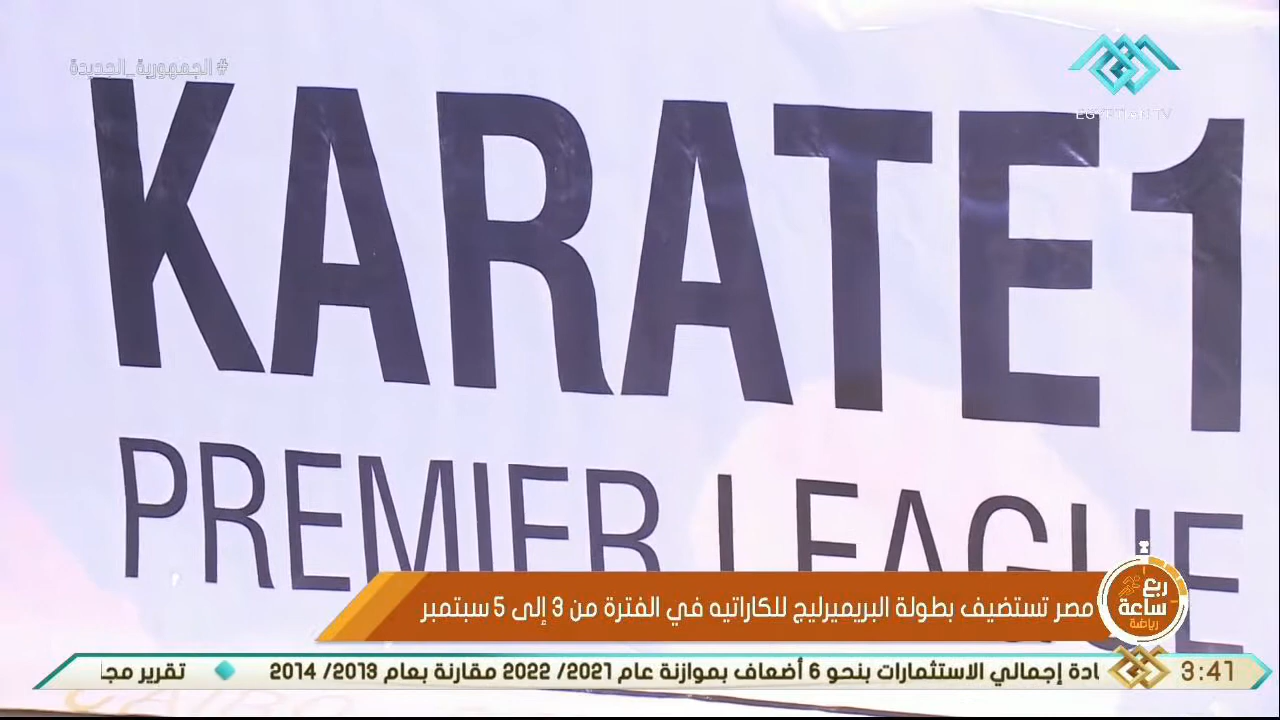 #الجمهورية_الجديدة
EGYPTIAN TV
KARATE1
PREMIER LEAGUE
مصر تستضيف بطولة البريميرليج للكاراتيه في الفترة من 3 إلى 5 سبتمبر
ربع
ساعة
رياضة
3:41
ادة إجمالي الاستثمارات بنحو 6 أضعاف بموازنة عام 2021/ 2022 مقارنة بعام 2013/ 2014
تقرير مجا